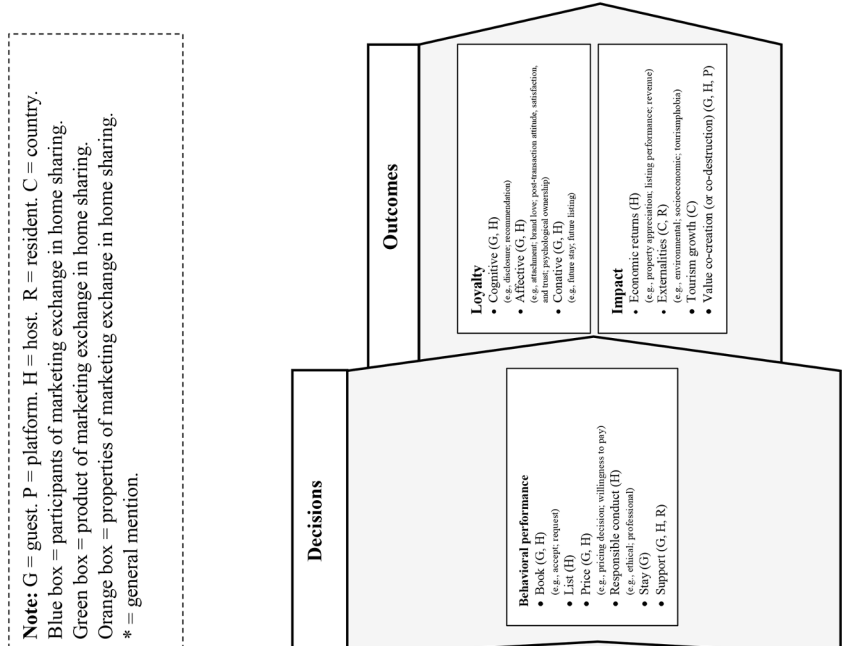 Note: G = guest. P = platform. H = host.  R = resident. C = country.
Blue box = participants of marketing exchange in home sharing.
Green box = product of marketing exchange in home sharing.
Orange box = properties of marketing exchange in home sharing.
* = general mention.
Decisions
Behavioral performance
• Book (G, H)
(e.g., accept; request)
• List (H)
• Price (G, H)
(e.g., pricing decision; willingness to pay)
• Responsible conduct (H)
(e.g., ethical; professional)
• Stay (G)
• Support (G, H, R)
Outcomes
Loyalty
• Cognitive (G, H)
(e.g., disclosure; recommendation)
• Affective (G, H)
(e.g., attachment; brand love; post-transaction attitude, satisfaction,
and trust; psychological ownership)
• Conative (G, H)
(e.g., future stay; future listing)
Impact
• Economic returns (H)
(e.g., property appreciation; listing performance; revenue)
• Externalities (C, R)
(e.g., environmental; socioeconomic; tourismphobia)
• Tourism growth (C)
• Value co-creation (or co-destruction) (G, H, P)